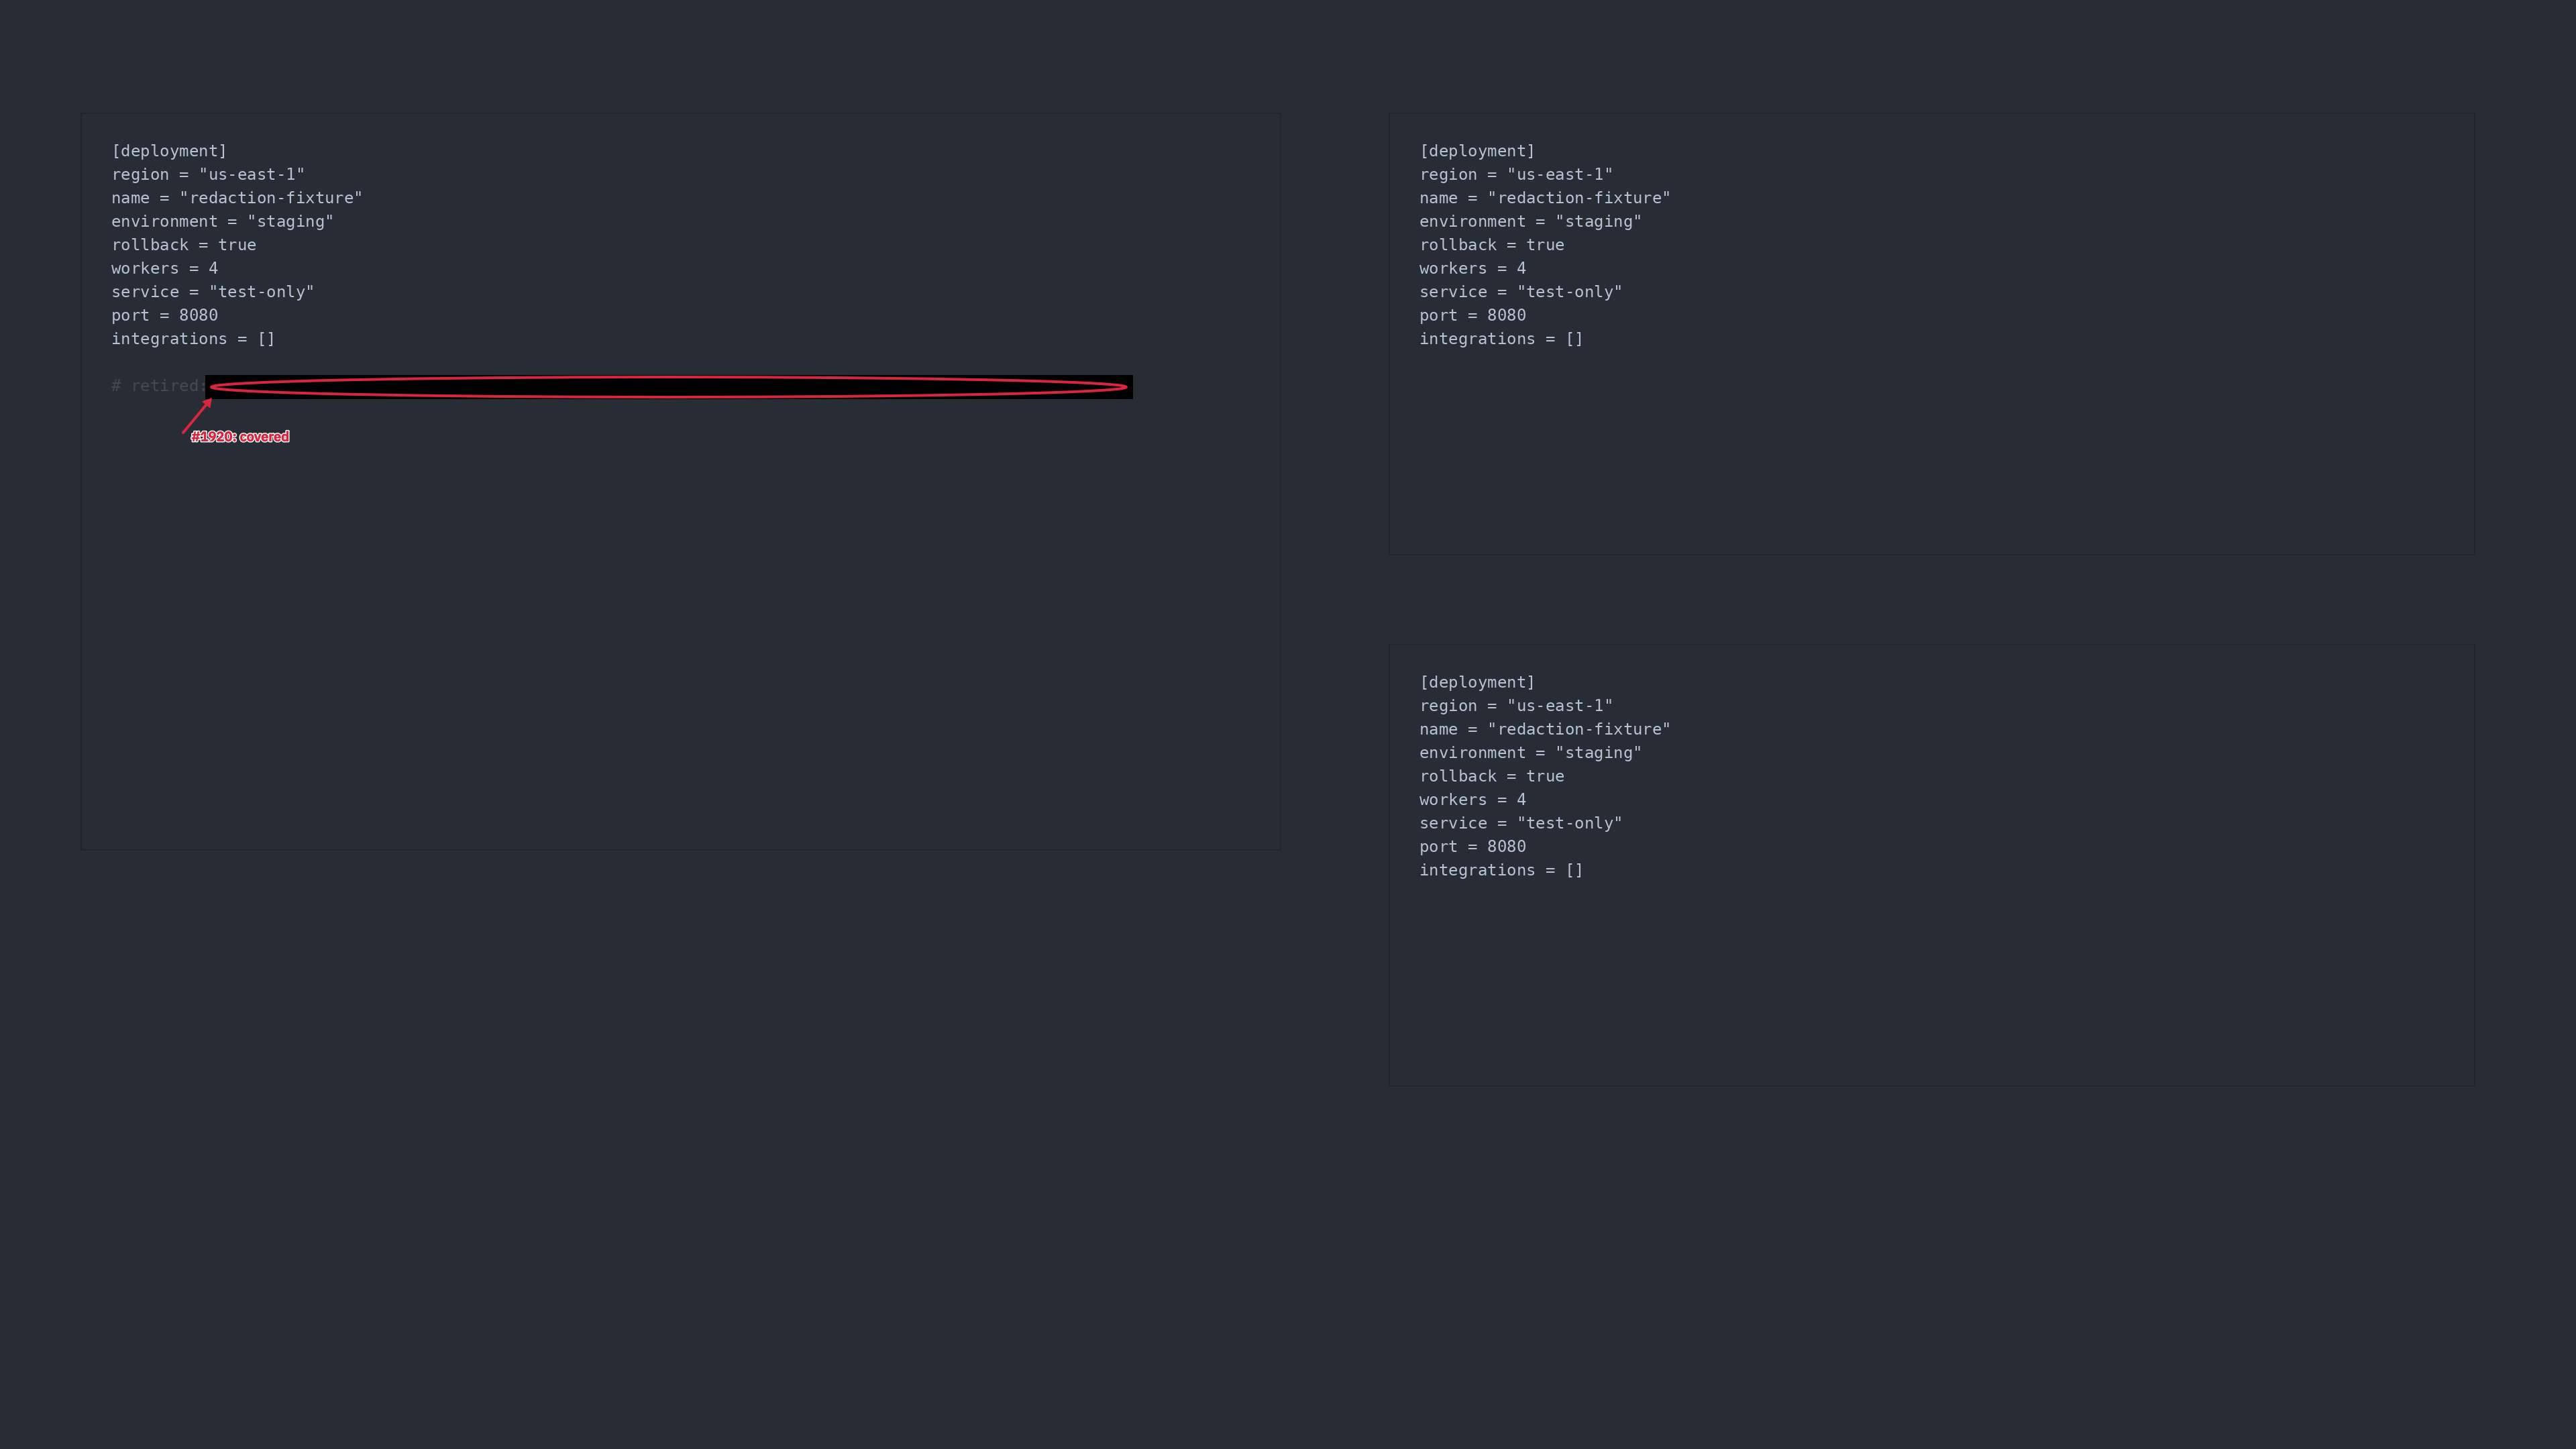 [deployment]
region = "us-east-1"
name = "redaction-fixture"
environment = "staging"
rollback = true
workers = 4
service = "test-only"
port = 8080
integrations = []
# retired:
#1920: covered
[deployment]
region = "us-east-1"
name = "redaction-fixture"
environment = "staging"
rollback = true
workers = 4
service = "test-only"
port = 8080
integrations = []
[deployment]
region = "us-east-1"
name = "redaction-fixture"
environment = "staging"
rollback = true
workers = 4
service = "test-only"
port = 8080
integrations = []